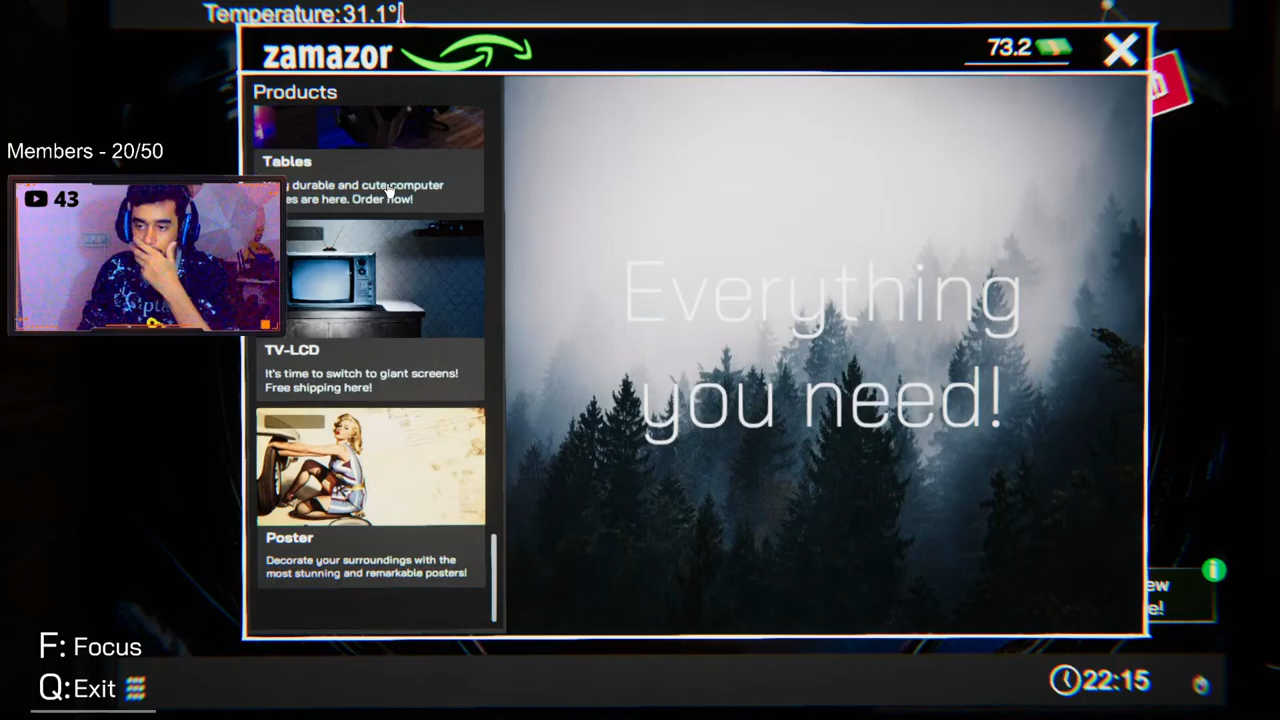 Temperature:31.1°
zamazor
73.2
Products
Members - 20/50
43
Tables
durable and cute computer
are here. Order now!
TV-LCD
It's time to switch to giant screens!
Free shipping here!
Poster
Decorate your surroundings with the
most stunning and remarkable posters!
Everything
you need!
F: Focus
Q:Exit
22:15